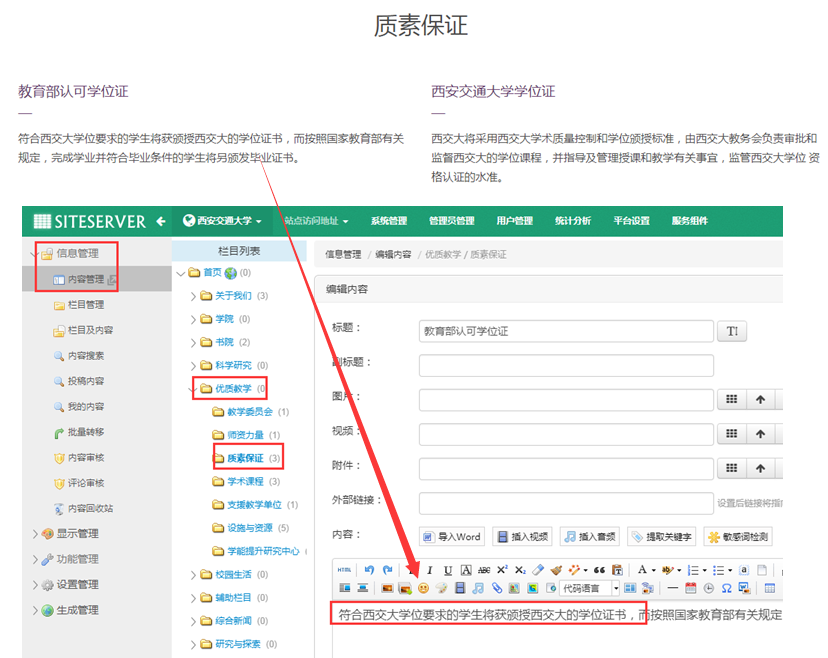 质素保证
教育部认可学位证
西安交通大学学位证
符合西交大学位要求的学生将获颁授西交大的学位证书，而按照国家教育部有关
规定，完成学业并符合毕业条件的学生将另颁发毕业证书。
西交大将采用西交大学术质量控制和学位颁授标准，由西交大教务会负责审批和
监督西交大的学位课程，并指导及管理授课和教学有关事宜，监管西交大学位 资
格认证的水准。
SITESERVER
西安交通大学
站点访问地址
系统管理
管理员管理
用户管理
统计分析
平台设置
服务组件
信息管理
内容管理
栏目管理
栏目及内容
内容搜素
投稿内容
我的内容
批量转移
内容审核
评论审核
内容回收站
显示管理
功能管理
设置管理
生成管理
栏目列表
首页 (0)
关于我们 (3)
学院 (0)
书院 (2)
科学研究 (0)
优质教学 (0)
教学委员会 (1)
师资力量 (1)
质素保证 (3)
学术课程 (3)
支援教学单位 (1)
设施与资源 (5)
学能提升研究中心
校园生活 (0)
辅助栏目 (0)
综合新闻 (0)
研究与探索 (0)
信息管理 / 编辑内容 / 优质教学 / 质素保证
编辑内容
标题：
教育部认可学位证
副标题：
图片：
视频：
附件：
外部链接：
设置后链接将指
内容：
导入Word
插入视频
插入音频
提取关键字
敏感词检测
HTML
代码语言
符合西交大学位要求的学生将获颁授西交大的学位证书，而按照国家教育部有关规定